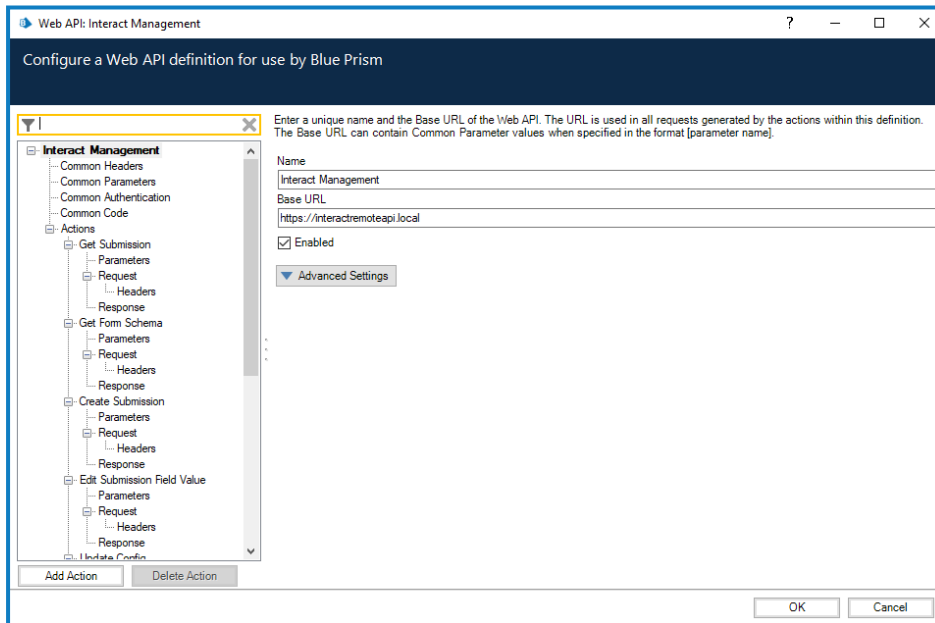 Web API: Interact Management
?
Configure a Web API definition for use by Blue Prism
Interact Management
Common Headers
Common Parameters
Common Authentication
Common Code
Actions
Get Submission
Parameters
Request
Headers
Response
Get Form Schema
Parameters
Request
Headers
Response
Create Submission
Parameters
Request
Headers
Response
Edit Submission Field Value
Parameters
Request
Headers
Response
Update Config
Add Action
Delete Action
Enter a unique name and the Base URL of the Web API. The URL is used in all requests generated by the actions within this definition.
The Base URL can contain Common Parameter values when specified in the format [parameter name].
Name
Interact Management
Base URL
https://interactremoteapi.local
Enabled
Advanced Settings
OK
Cancel